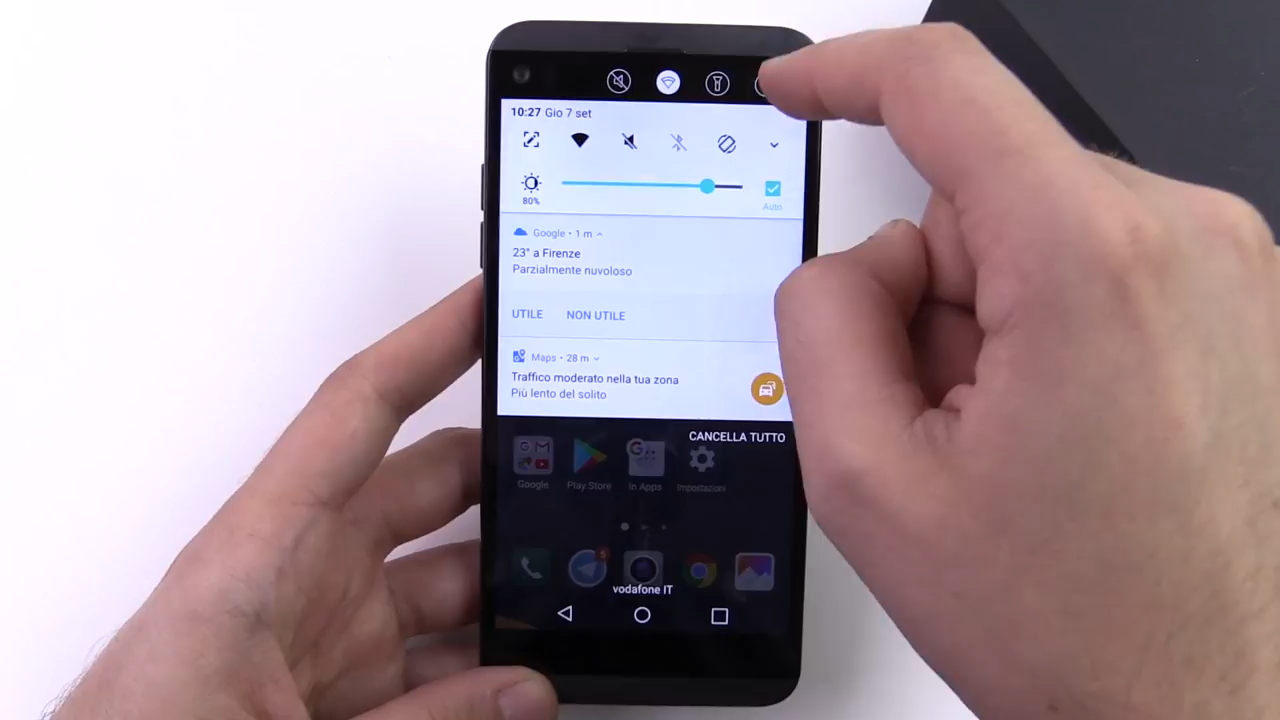 10:27 Gio 7 set
80%
Auto
Google • 1 m
23° a Firenze
Parzialmente nuvoloso
UTILE NON UTILE
Maps • 28 m
Traffico moderato nella tua zona
Più lento del solito
CANCELLA TUTTO
Google Play Store In Apps Impostazioni
5
vodafone IT